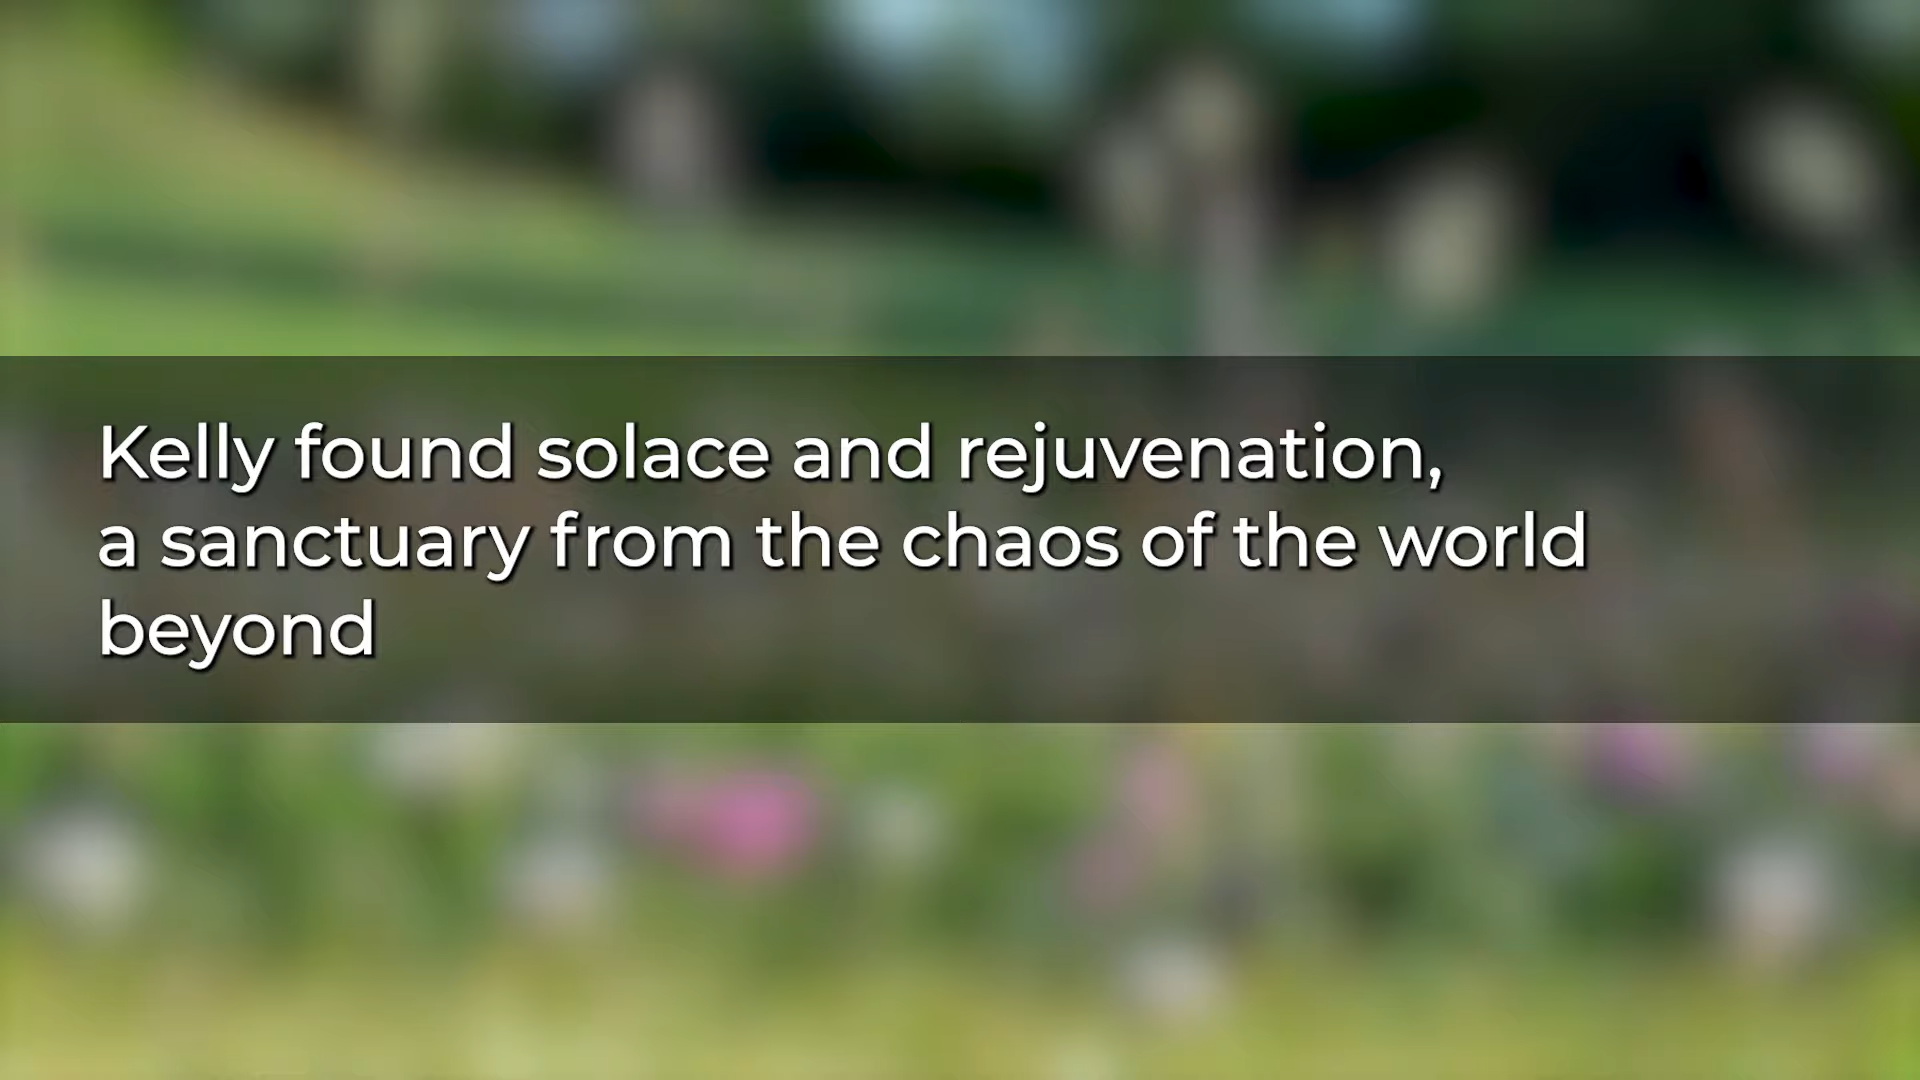 Kelly found solace and rejuvenation,
a sanctuary from the chaos of the world
beyond